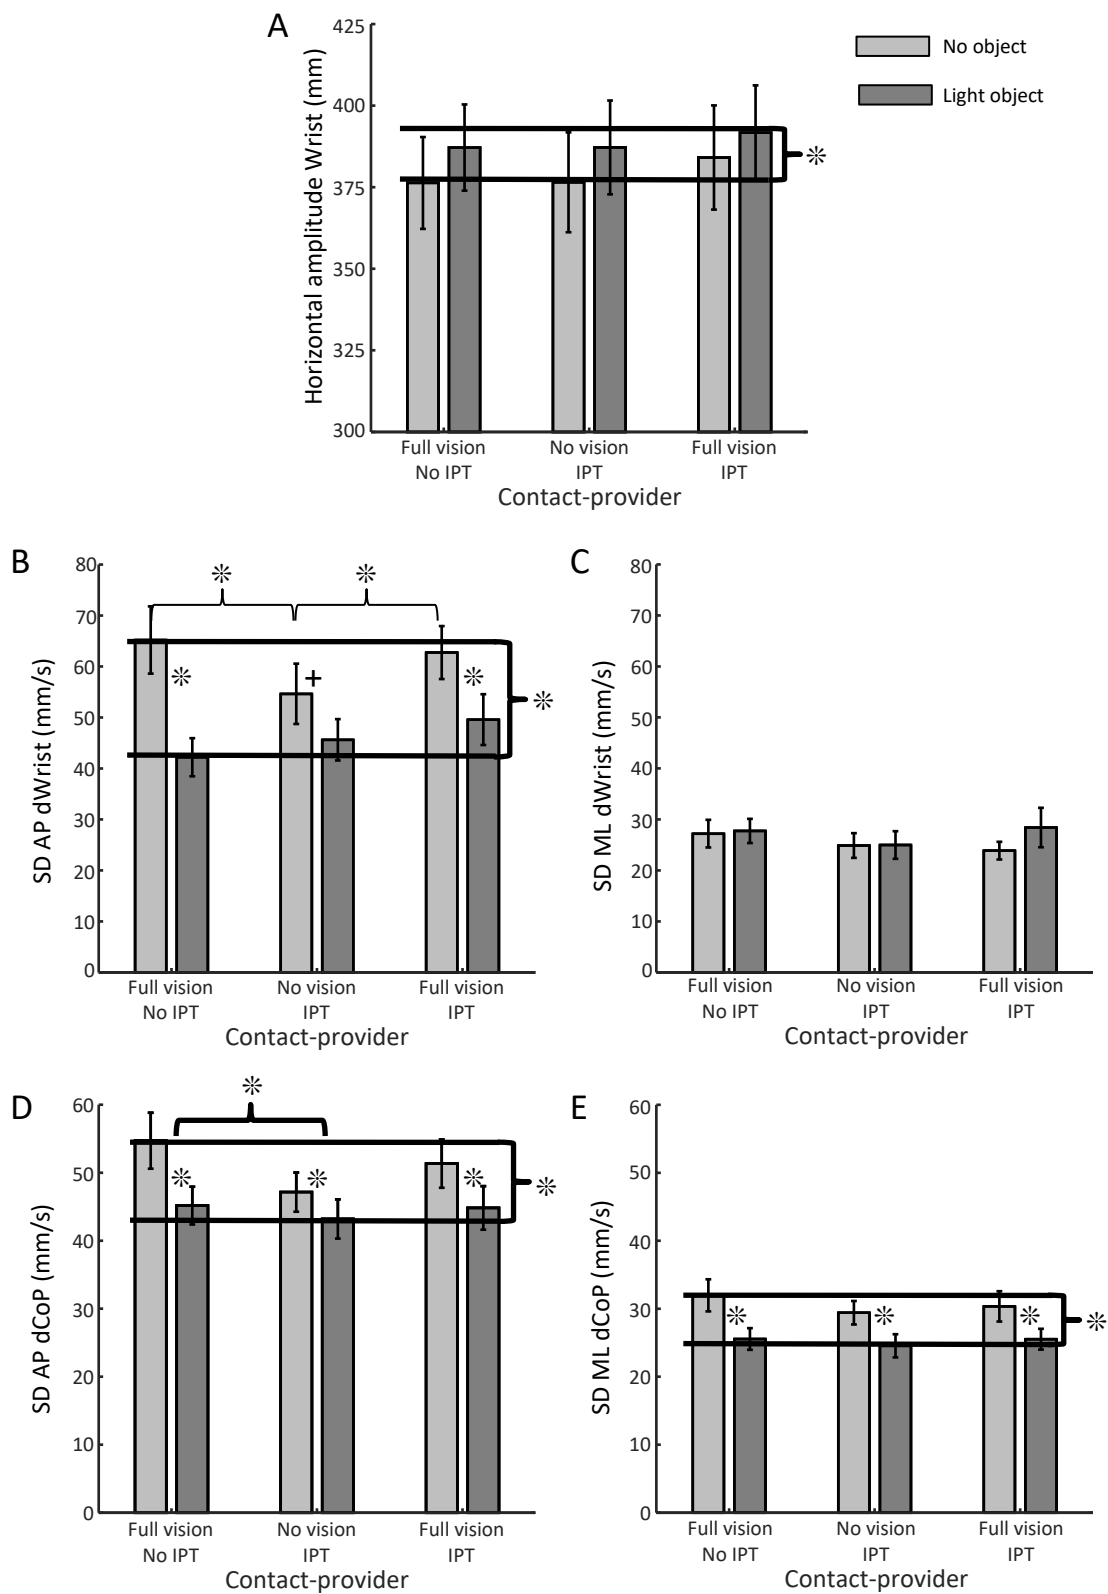 A
425
400
375
350
325
300
Horizontal amplitude Wrist (mm)
No object
Light object
❊
Full vision
No IPT
No vision
IPT
Full vision
IPT
Contact-provider
B
80
70
60
50
40
30
20
10
0
SD AP dWrist (mm/s)
❊ ❊
❊ + ❊ ❊
Full vision
No IPT
No vision
IPT
Full vision
IPT
Contact-provider
C
80
70
60
50
40
30
20
10
0
SD ML dWrist (mm/s)
Full vision
No IPT
No vision
IPT
Full vision
IPT
Contact-provider
D
60
50
40
30
20
10
0
SD AP dCoP (mm/s)
❊
❊ ❊ ❊ ❊
Full vision
No IPT
No vision
IPT
Full vision
IPT
Contact-provider
E
60
50
40
30
20
10
0
SD ML dCoP (mm/s)
❊ ❊ ❊ ❊
Full vision
No IPT
No vision
IPT
Full vision
IPT
Contact-provider